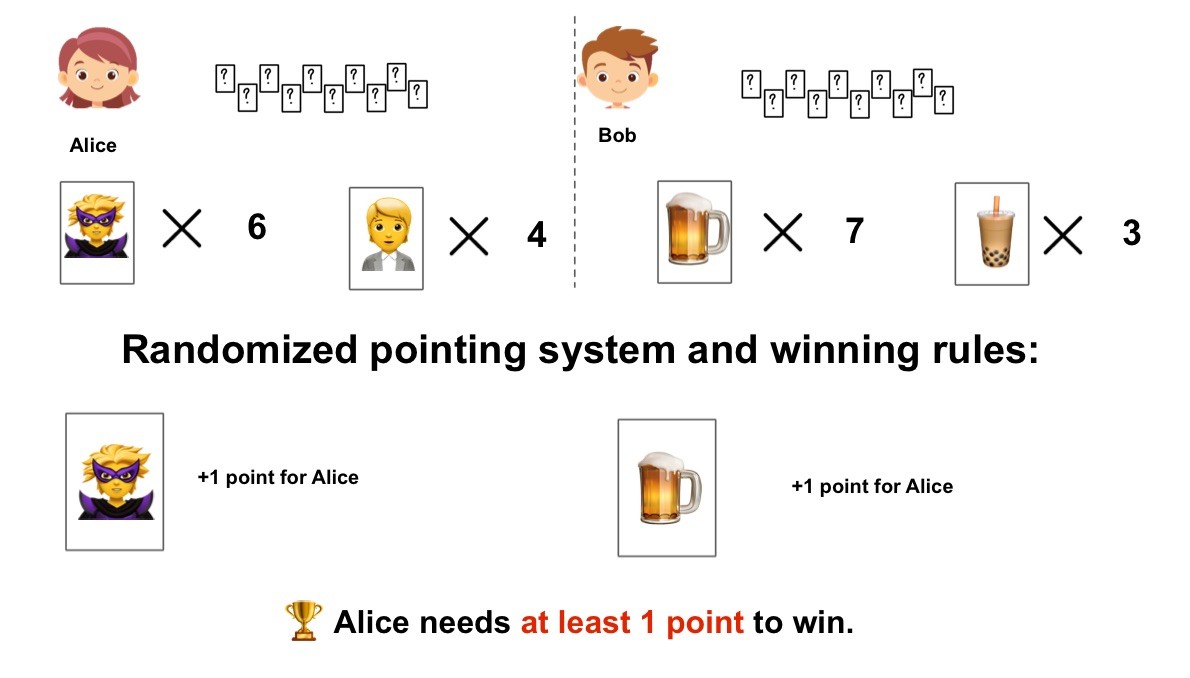 ? ? ? ? ? ? ? ? ? ?
? ? ? ? ? ? ? ? ? ?
Alice
Bob
6
4
7
3
Randomized pointing system and winning rules:
+1 point for Alice
+1 point for Alice
Alice needs at least 1 point to win.